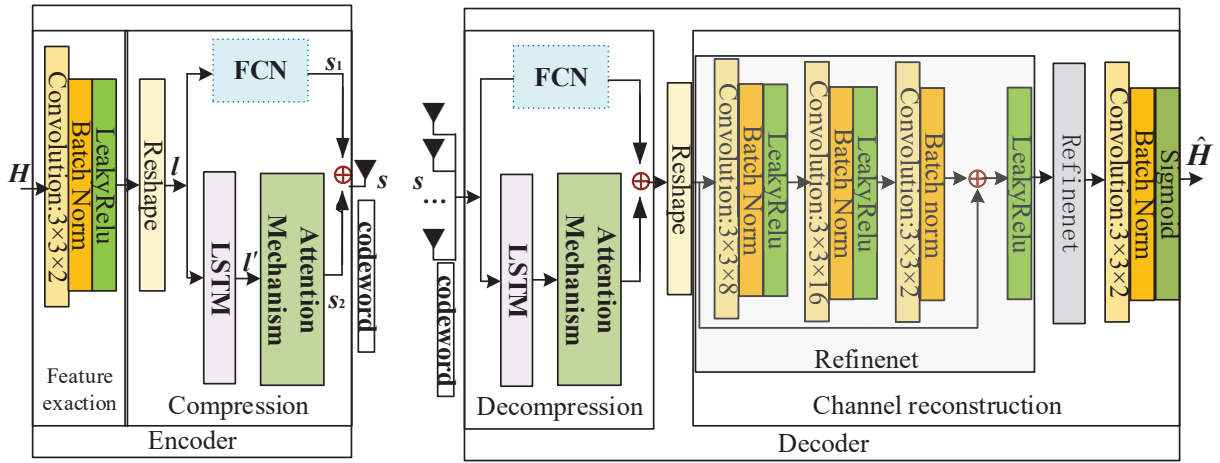 H
Convolution:3×3×2
Batch Norm
LeakyRelu
Feature
exaction
Reshape
l
FCN
s₁
LSTM
l'
Attention
Mechanism
s₂
Compression
Encoder
s
codeword
s
...
codeword
FCN
LSTM
Attention
Mechanism
Decompression
Reshape
Convolution:3×3×8
Batch Norm
LeakyRelu
Convolution:3×3×16
Batch Norm
LeakyRelu
Convolution:3×3×2
Batch norm
LeakyRelu
Refinenet
Refinenet
Convolution:3×3×2
Batch Norm
Sigmoid
Ĥ
Channel reconstruction
Decoder